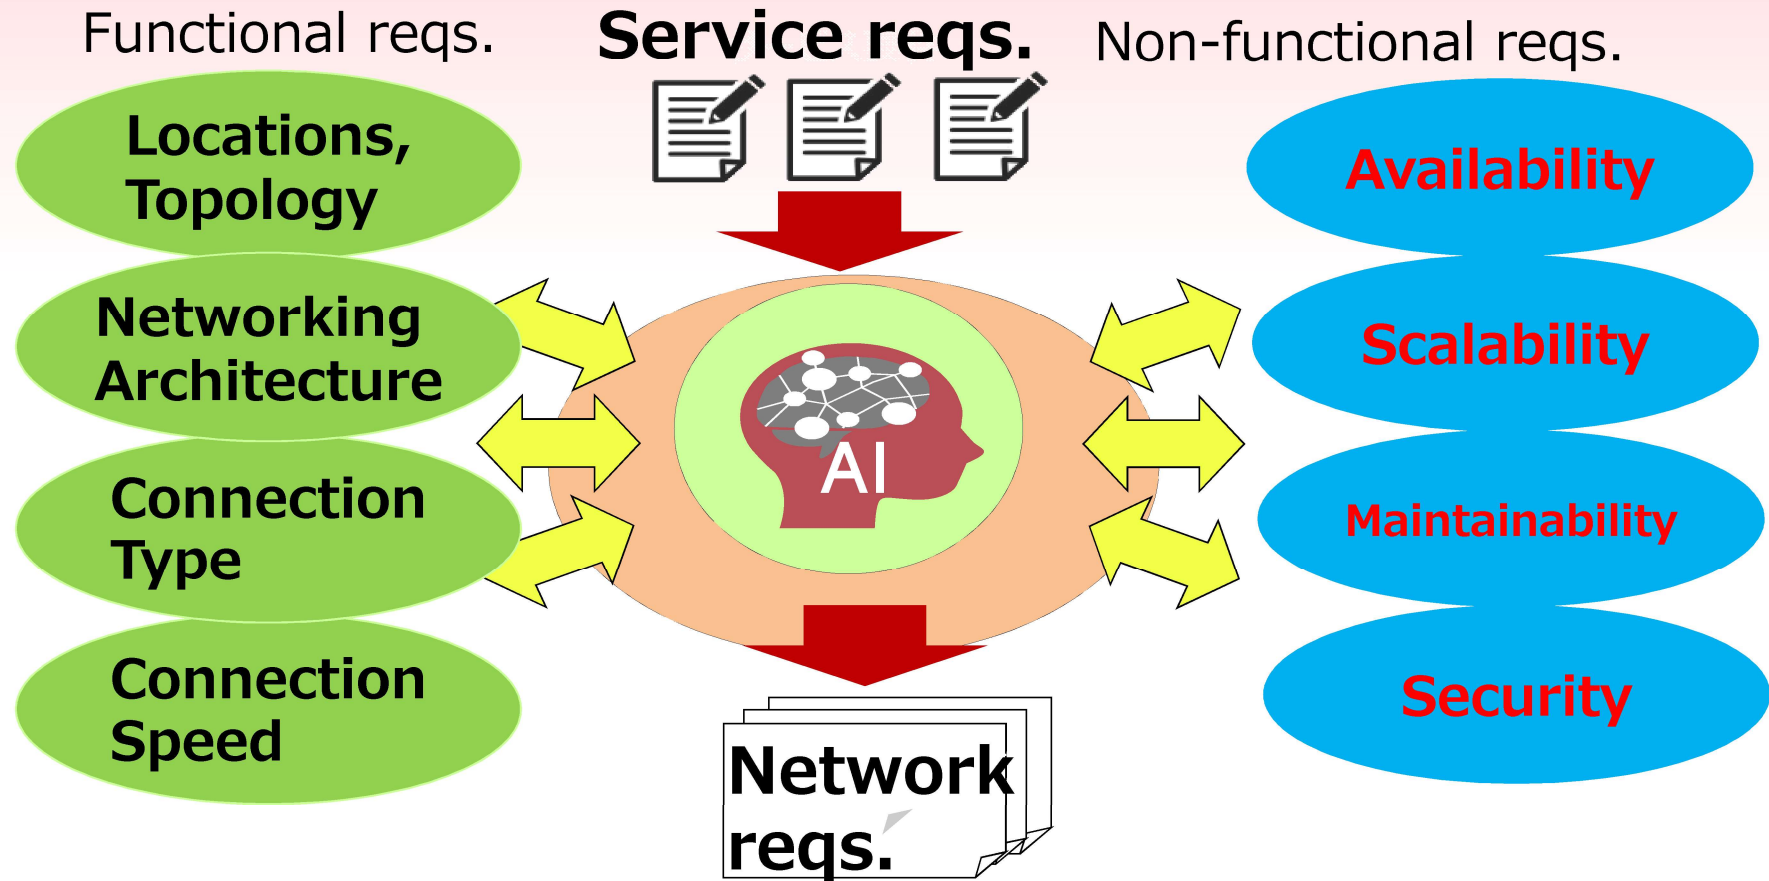 Functional reqs.
Service reqs.
Non-functional reqs.
Locations,
Topology
Networking
Architecture
Connection
Type
Connection
Speed
AI
Network
reqs.
Availability
Scalability
Maintainability
Security